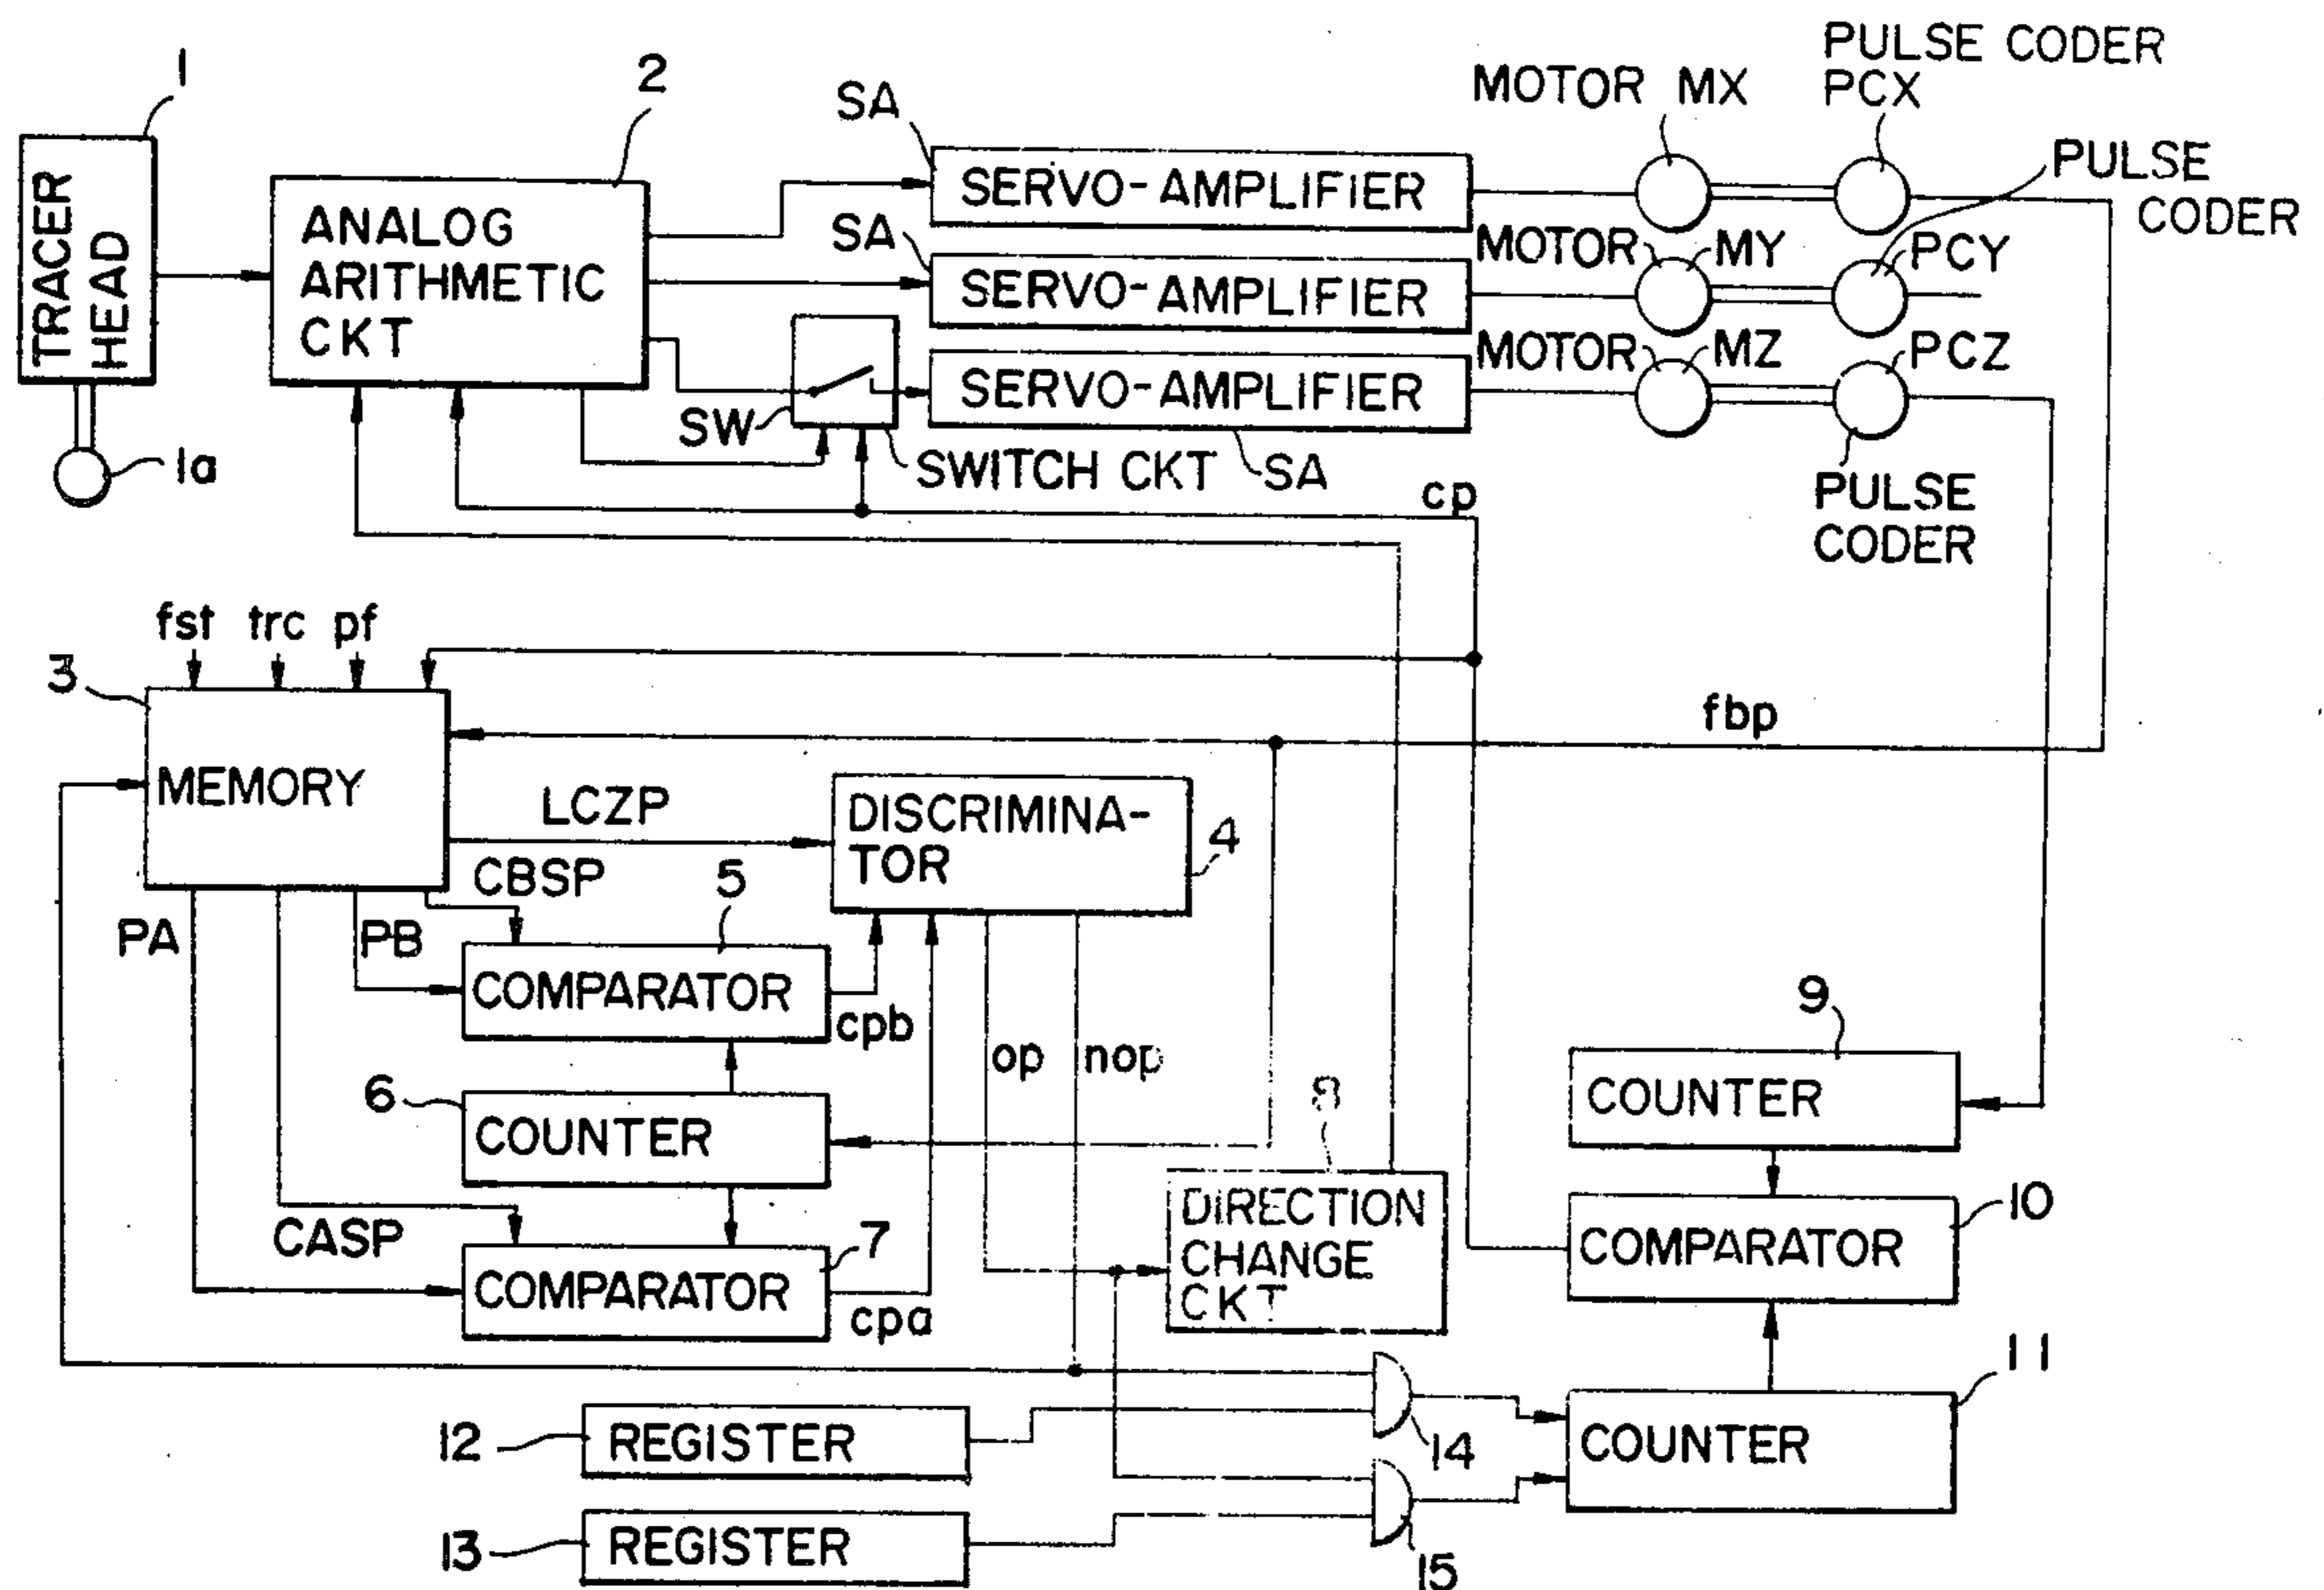 1
2
SA
MOTOR MX
PULSE CODER
PCX
TRACER
HEAD
ANALOG
ARITHMETIC
CKT
SERVO-AMPLIFIER
PULSE
CODER
SA
SERVO-AMPLIFIER
MOTOR
MY
PCY
SW
SERVO-AMPLIFIER
MOTOR
MZ
PCZ
1a
SWITCH CKT
SA
cp
PULSE
CODER
fst
trc
pf
3
MEMORY
fbp
LCZP
DISCRIMINA-
TOR
4
CBSP
5
PA
PB
COMPARATOR
cpb
op
nop
9
6
COUNTER
8
COUNTER
CASP
COMPARATOR
7
cpa
DIRECTION
CHANGE
CKT
COMPARATOR
10
11
12
REGISTER
14
COUNTER
13
REGISTER
15